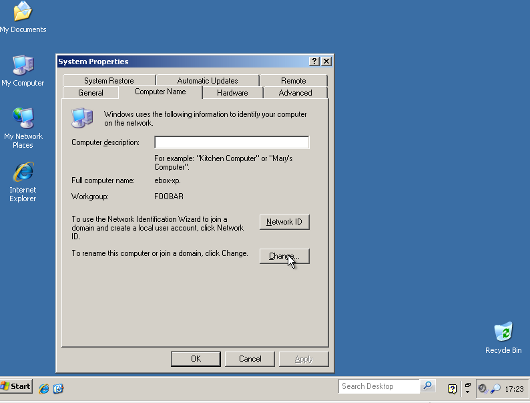 My Documents
My Computer
My Network
Places
Internet
Explorer
System Properties
System Restore
Automatic Updates
Remote
General
Computer Name
Hardware
Advanced
Windows uses the following information to identify your computer
on the network.
Computer description:
For example: "Kitchen Computer" or "Mary's
Computer".
Full computer name:
ebox-xp.
Workgroup:
FOOBAR
To use the Network Identification Wizard to join a
domain and create a local user account, click Network
ID.
Network ID
To rename this computer or join a domain, click Change.
Change...
OK
Cancel
Apply
Recycle Bin
Start
Search Desktop
17:23